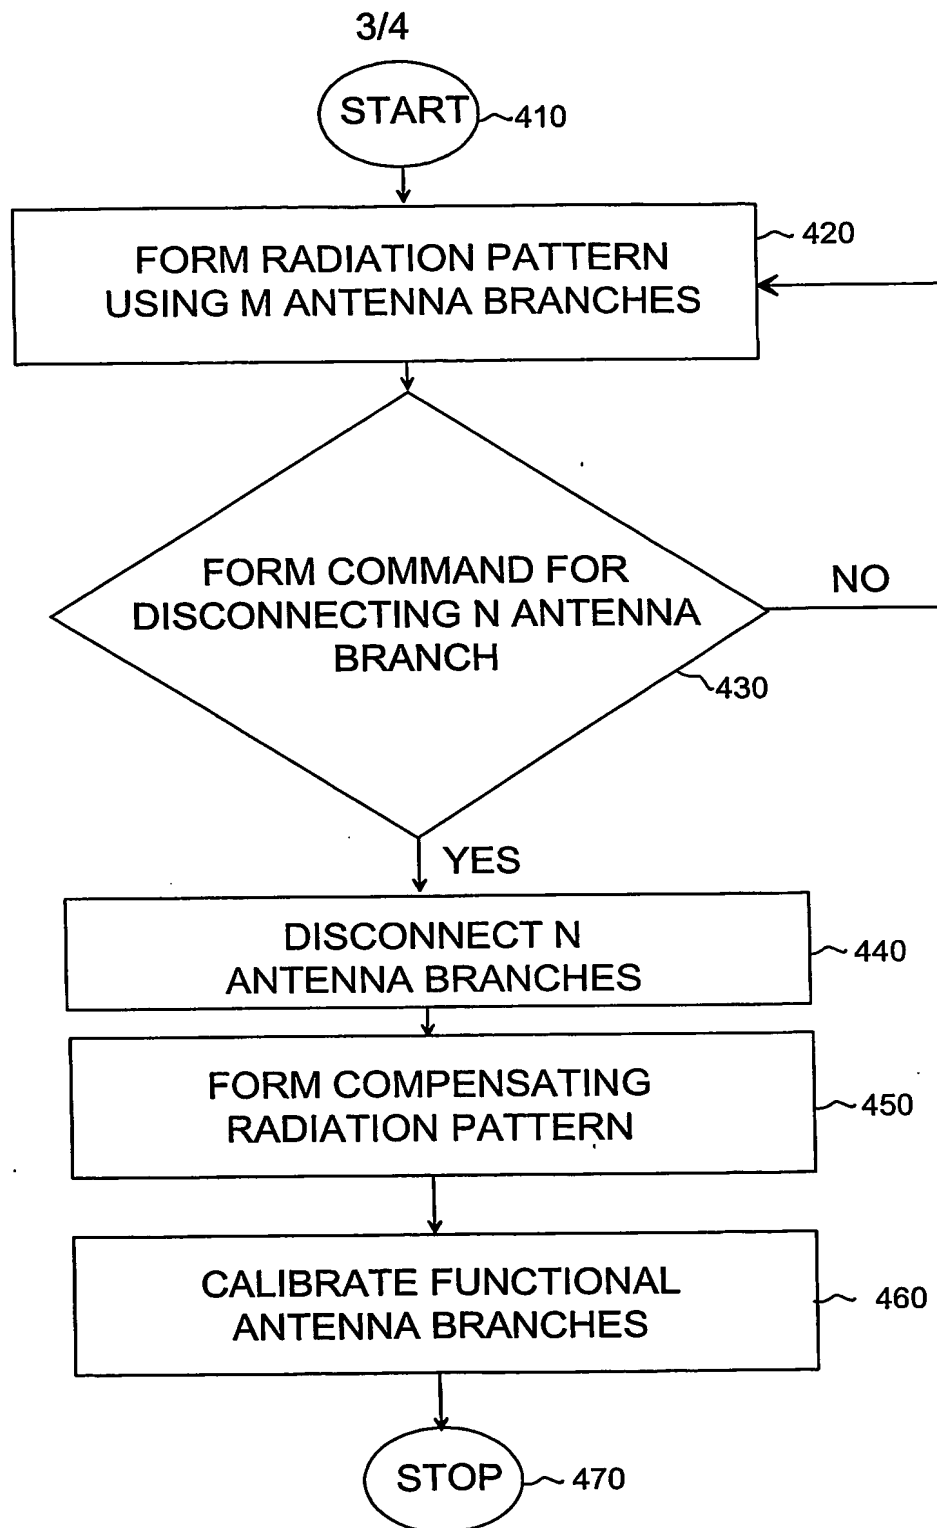 3/4
START
410
FORM RADIATION PATTERN
USING M ANTENNA BRANCHES
420
FORM COMMAND FOR
DISCONNECTING N ANTENNA
BRANCH
NO
430
YES
DISCONNECT N
ANTENNA BRANCHES
440
FORM COMPENSATING
RADIATION PATTERN
450
CALIBRATE FUNCTIONAL
ANTENNA BRANCHES
460
STOP
470